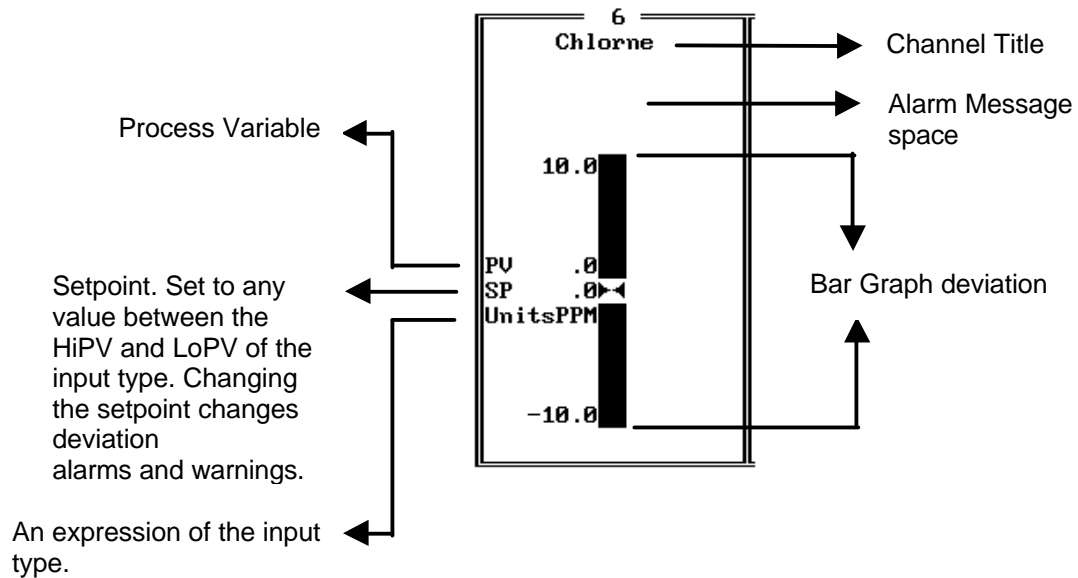 6
Chlorne
Channel Title
Alarm Message
space
Process Variable
10.0
PV .0
SP .0
UnitsPPM
-10.0
Bar Graph deviation
Setpoint. Set to any
value between the
HiPV and LoPV of the
input type. Changing
the setpoint changes
deviation
alarms and warnings.
An expression of the input
type.